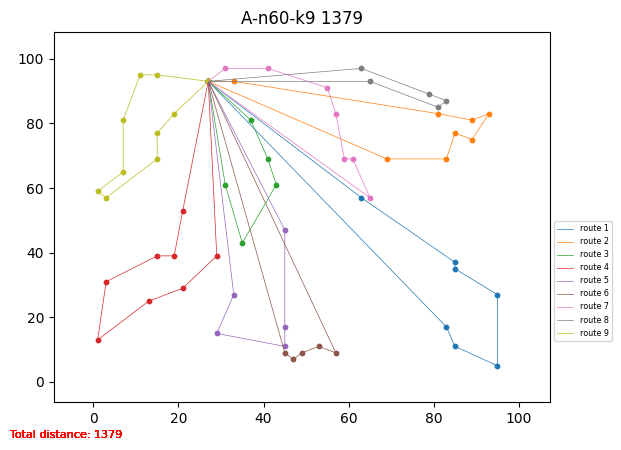 A-n60-k9 1379
100
80
60
40
20
0
0 20 40 60 80 100
route 1
route 2
route 3
route 4
route 5
route 6
route 7
route 8
route 9
Total distance: 1379